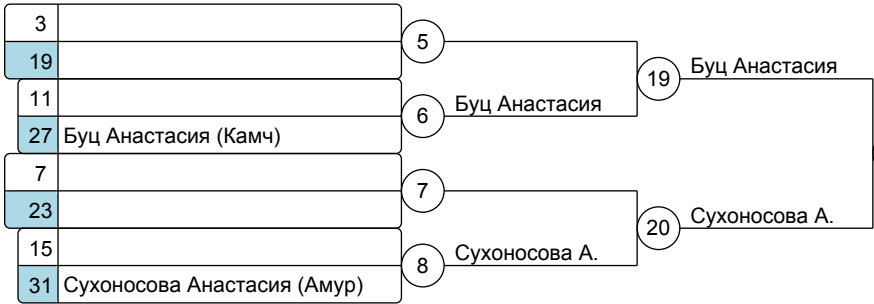 3
5
19
19 Буц Анастасия
11
6 Буц Анастасия
27 Буц Анастасия (Камч)
7
7
23
20 Сухоносова А.
15
8 Сухоносова А.
31 Сухоносова Анастасия (Амур)